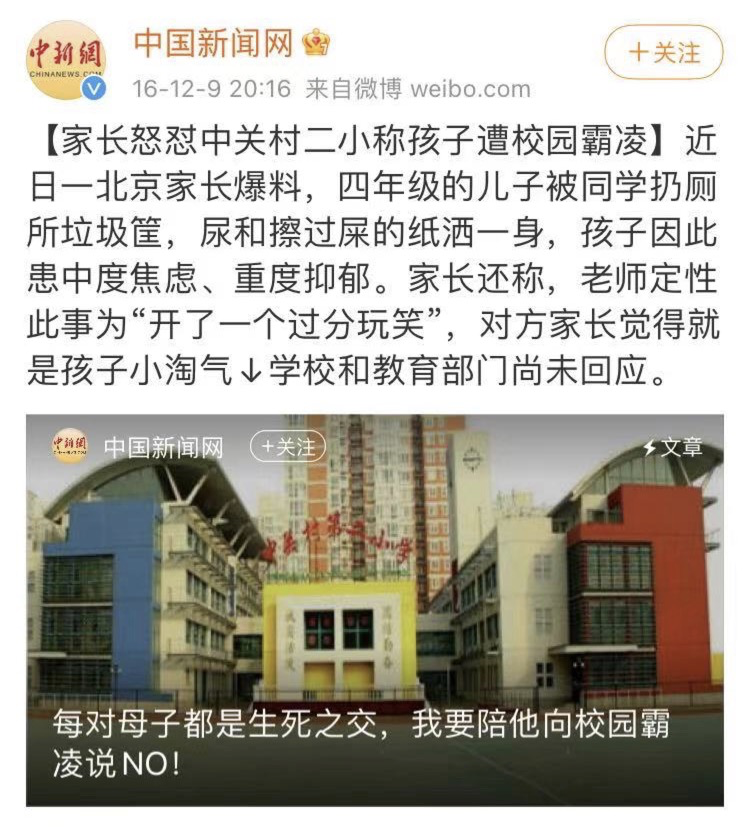 中新網
CHINANEWS.COM
中国新闻网
+关注
16-12-9 20:16 来自微博 weibo.com
【家长怒怼中关村二小称孩子遭校园霸凌】近
日一北京家长爆料，四年级的儿子被同学扔厕
所垃圾筐，尿和擦过屎的纸洒一身，孩子因此
患中度焦虑、重度抑郁。家长还称，老师定性
此事为“开了一个过分玩笑”，对方家长觉得就
是孩子小淘气↓学校和教育部门尚未回应。
中新網
中国新闻网
+关注
文章
中关村第二小学
每对母子都是生死之交，我要陪他向校园霸
凌说NO！